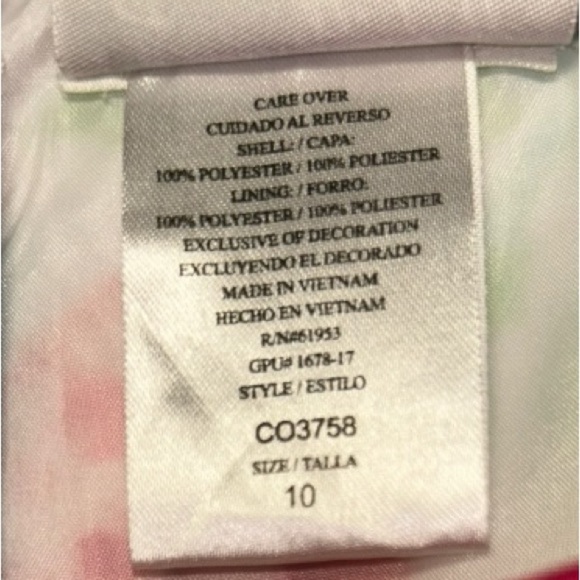 CARE OVER
CUIDADO AL REVERSO
SHELL: / CAPA:
100% POLYESTER / 100% POLIESTER
LINING: / FORRO:
100% POLYESTER / 100% POLIESTER
EXCLUSIVE OF DECORATION
EXCLUYENDO EL DECORADO
MADE IN VIETNAM
HECHO EN VIETNAM
R/N#61953
GPU# 1678-17
STYLE / ESTILO
CO3758
SIZE / TALLA
10